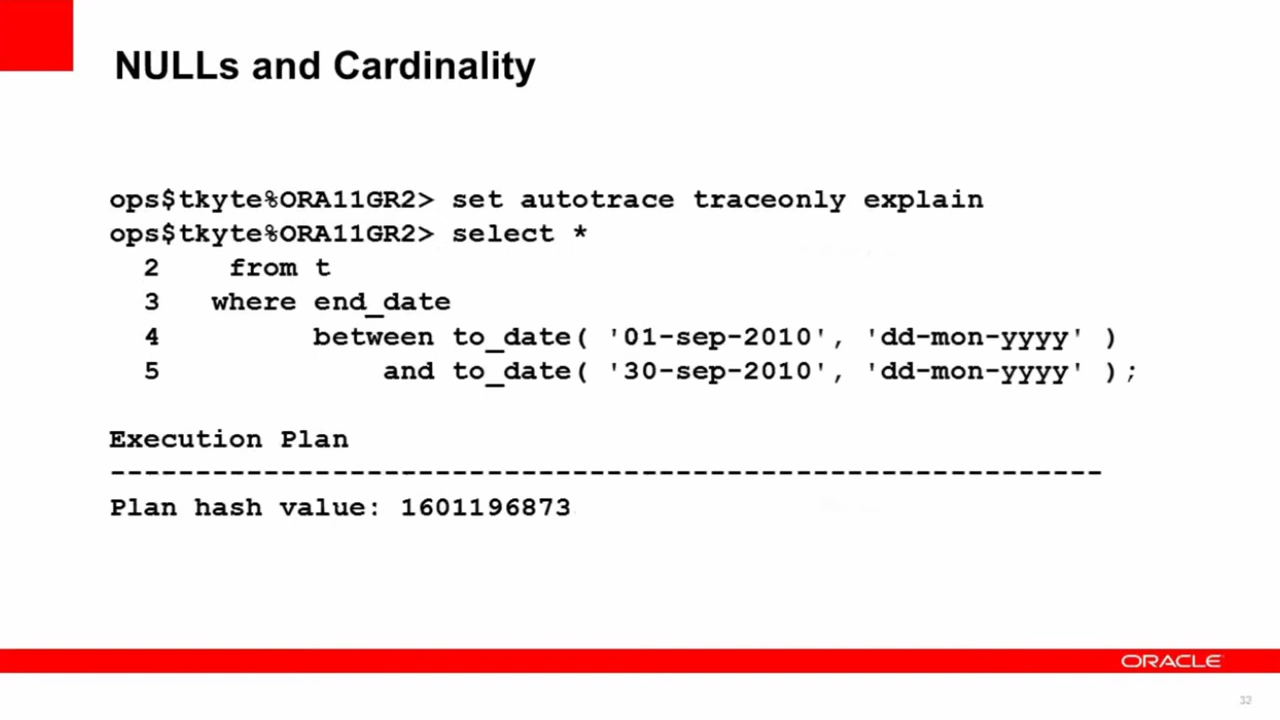 NULLs and Cardinality
ops$tkyte%ORA11GR2> set autotrace traceonly explain
ops$tkyte%ORA11GR2> select *
2 from t
3 where end_date
4 between to_date( '01-sep-2010', 'dd-mon-yyyy' )
5 and to_date( '30-sep-2010', 'dd-mon-yyyy' );
Execution Plan
----------------------------------------------------------
Plan hash value: 1601196873
ORACLE
32